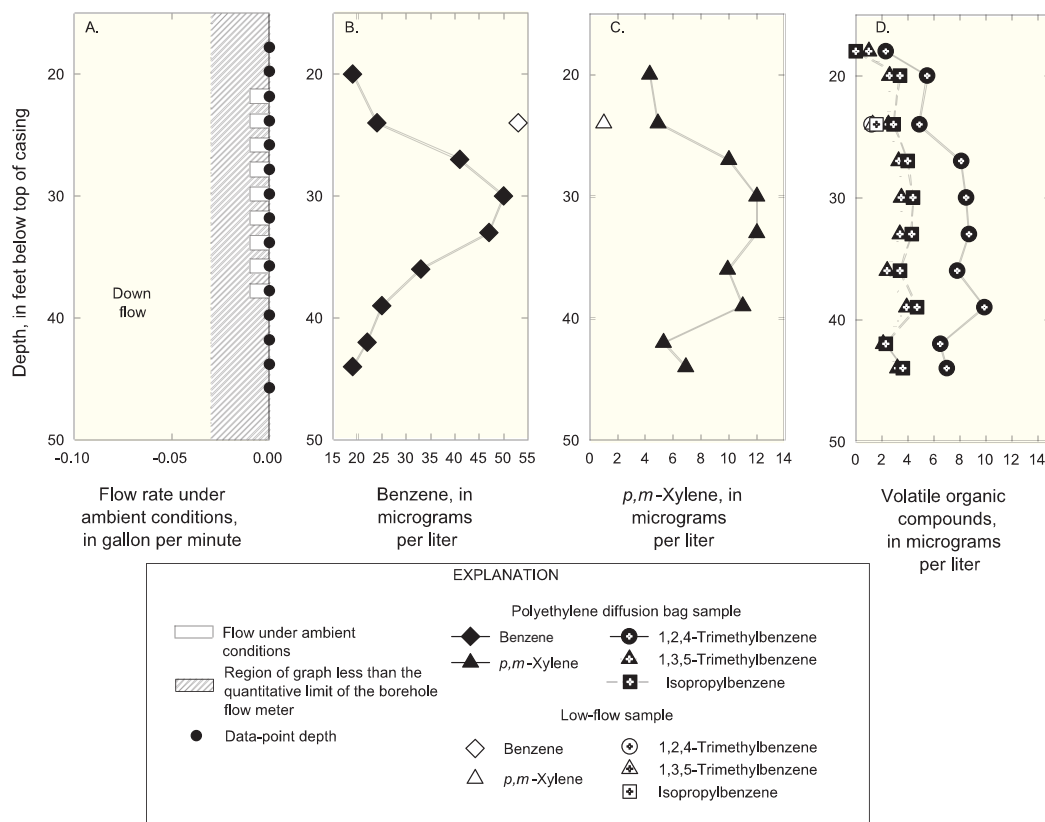 A.
B.
C.
D.
Depth, in feet below top of casing
20
30
40
50
Down
flow
-0.10
-0.05
0.00
Flow rate under
ambient conditions,
in gallon per minute
20
30
40
50
15 20 25 30 35 40 45 50 55
Benzene, in
micrograms
per liter
20
30
40
50
0 2 4 6 8 10 12 14
p,m-Xylene, in
micrograms
per liter
20
30
40
50
0 2 4 6 8 10 12 14
Volatile organic
compounds,
in micrograms
per liter
EXPLANATION
Flow under ambient
conditions
Region of graph less than the
quantitative limit of the borehole
flow meter
Data-point depth
Polyethylene diffusion bag sample
Benzene
p,m-Xylene
1,2,4-Trimethylbenzene
1,3,5-Trimethylbenzene
Isopropylbenzene
Low-flow sample
Benzene
p,m-Xylene
1,2,4-Trimethylbenzene
1,3,5-Trimethylbenzene
Isopropylbenzene